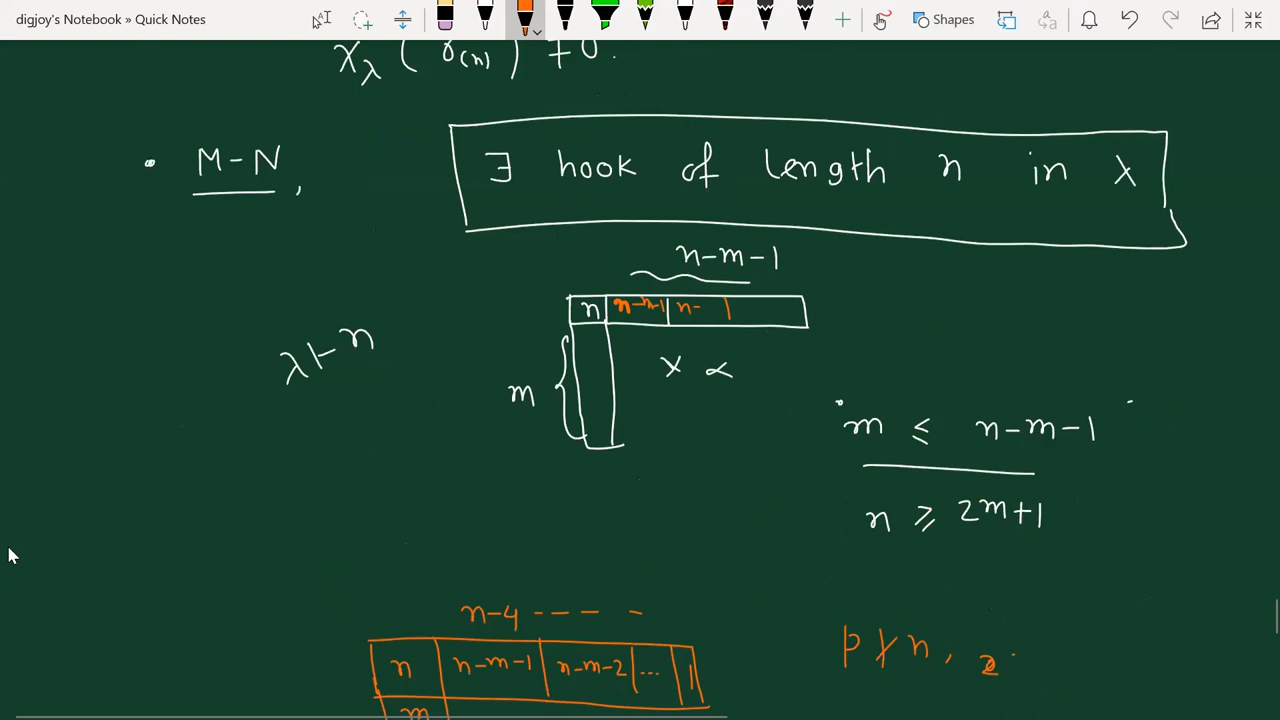 digjoy's Notebook » Quick Notes
Shapes
χλ ( σ(n) ) ≠ 0.
• M-N, ∃ hook of length n in λ
n-m-1
n n-m-1 n- 1
λ ⊢ n
m
m ≤ n-m-1
n ≥ 2m+1
n-4 - - - -
n n-m-1 n-m-2 ... 1
p ∤ n, 2
m